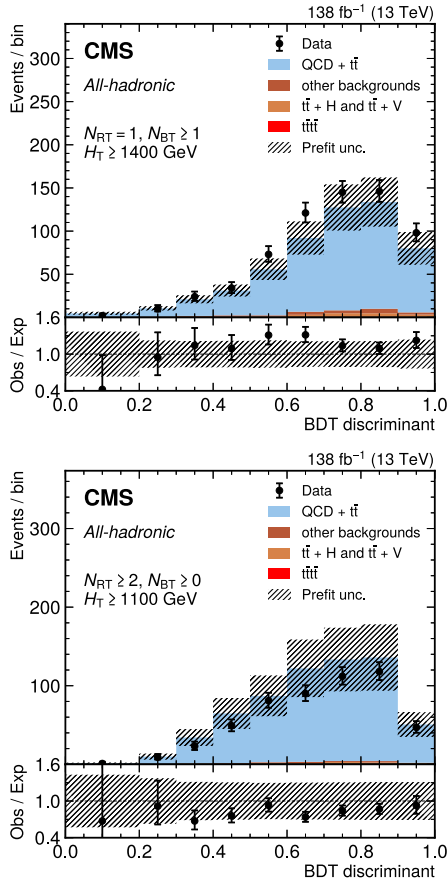 138 fb⁻¹ (13 TeV)
Events / bin
300
250
200
150
100
50
CMS
All-hadronic
N_RT = 1, N_BT ≥ 1
H_T ≥ 1400 GeV
Data
QCD + tt̄
other backgrounds
tt̄ + H and tt̄ + V
tt̄tt̄
Prefit unc.
Obs / Exp
1.6
1.0
0.4
0.0 0.2 0.4 0.6 0.8 1.0
BDT discriminant
138 fb⁻¹ (13 TeV)
Events / bin
300
200
100
CMS
All-hadronic
N_RT ≥ 2, N_BT ≥ 0
H_T ≥ 1100 GeV
Data
QCD + tt̄
other backgrounds
tt̄ + H and tt̄ + V
tt̄tt̄
Prefit unc.
Obs / Exp
1.6
1.0
0.4
0.0 0.2 0.4 0.6 0.8 1.0
BDT discriminant